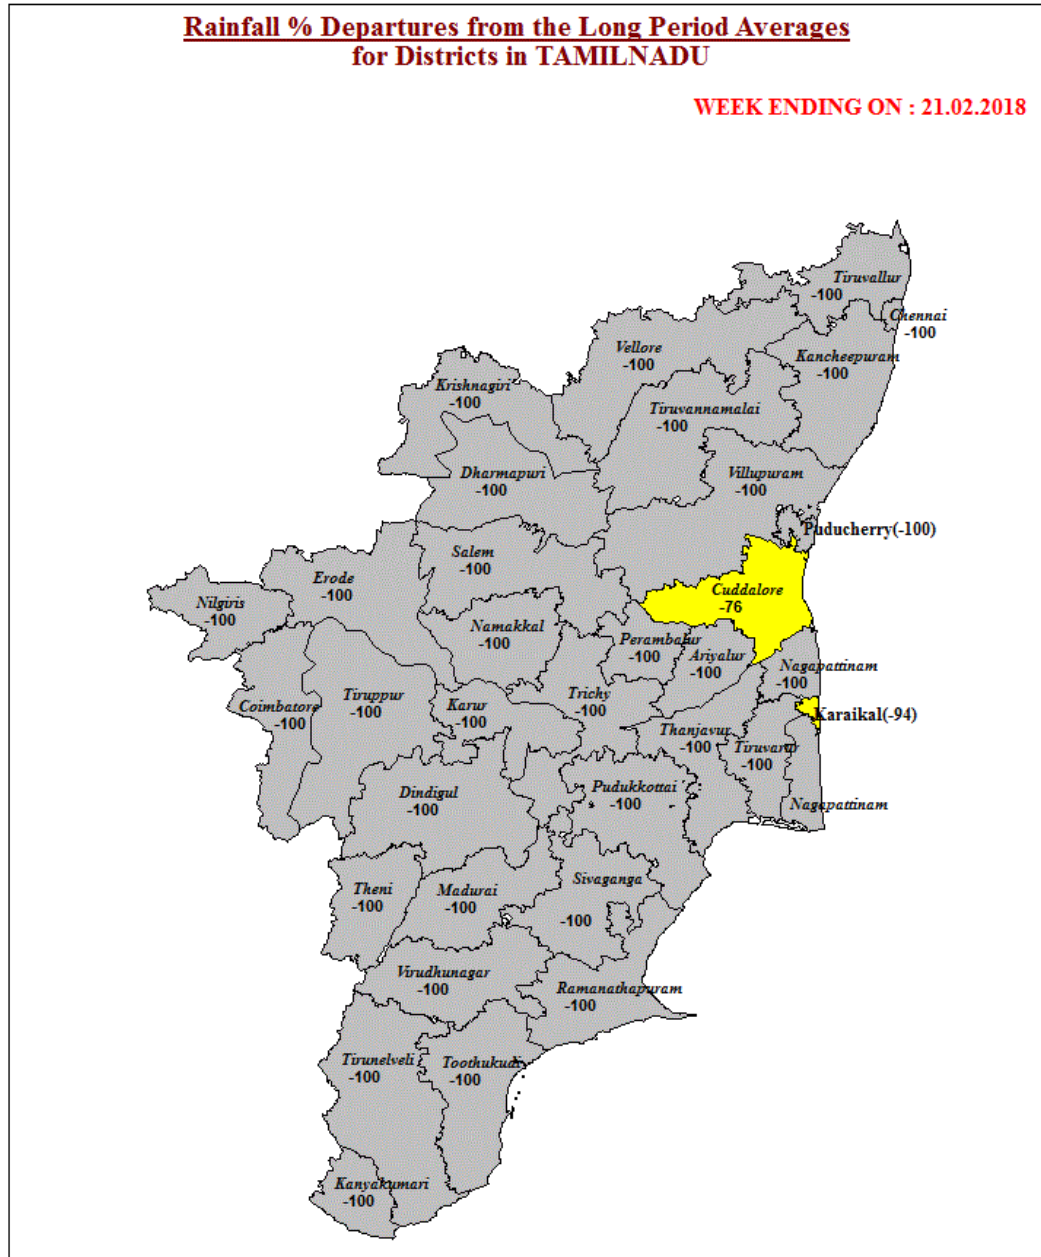 Rainfall % Departures from the Long Period Averages
for Districts in TAMILNADU
WEEK ENDING ON : 21.02.2018
Tiruvallur
-100
Chennai
-100
Vellore
-100
Kancheepuram
-100
Krishnagiri
-100
Tiruvannamalai
-100
Dharmapuri
-100
Villupuram
-100
Puducherry(-100)
Salem
-100
Erode
-100
Cuddalore
-76
Nilgiris
-100
Namakkal
-100
Perambalur
-100
Ariyalur
-100
Nagapattinam
-100
Coimbatore
-100
Tiruppur
-100
Karur
-100
Trichy
-100
Karaikal(-94)
Thanjavur
-100
Tiruvarur
-100
Dindigul
-100
Pudukkottai
-100
Nagapattinam
Theni
-100
Madurai
-100
Sivaganga
-100
Virudhunagar
-100
Ramanathapuram
-100
Tirunelveli
-100
Toothukudi
-100
Kanyakumari
-100